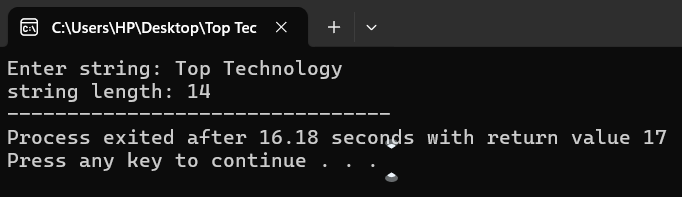 C:\Users\HP\Desktop\Top Tec
Enter string: Top Technology
string length: 14
--------------------------------
Process exited after 16.18 seconds with return value 17
Press any key to continue . . .